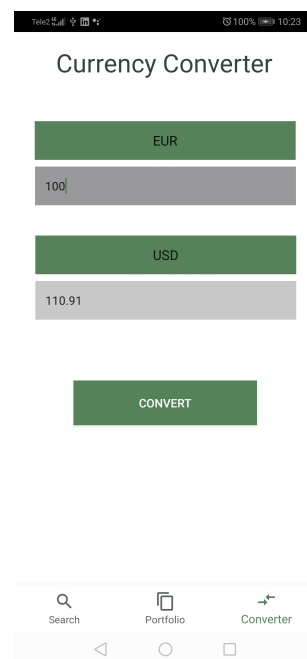 Tele2 100% 10:23
Currency Converter
EUR
100
USD
110.91
CONVERT
Search Portfolio Converter